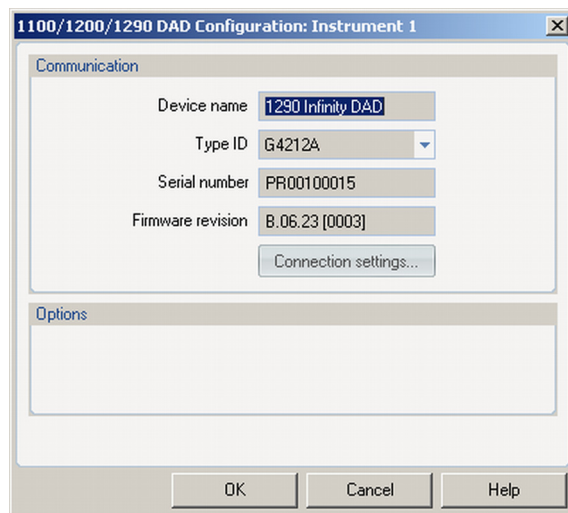 1100/1200/1290 DAD Configuration: Instrument 1
Communication
Device name 1290 Infinity DAD
Type ID G4212A
Serial number PR00100015
Firmware revision B.06.23 [0003]
Connection settings...
Options
OK Cancel Help